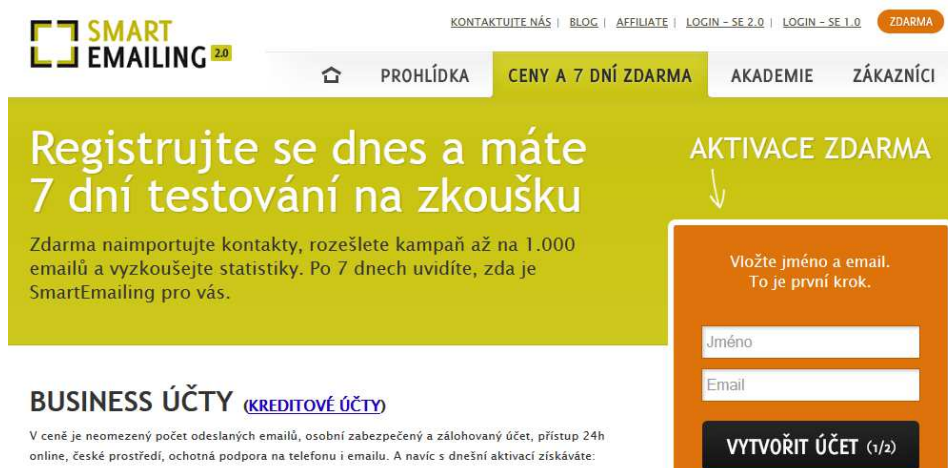 SMART
EMAILING 2.0
KONTAKTUJTE NÁS | BLOG | AFFILIATE | LOGIN – SE 2.0 | LOGIN – SE 1.0
ZDARMA
PROHLÍDKA
CENY A 7 DNÍ ZDARMA
AKADEMIE
ZÁKAZNÍCI
Registrujte se dnes a máte
7 dní testování na zkoušku
Zdarma naimportujte kontakty, rozešlete kampaň až na 1.000
emailů a vyzkoušejte statistiky. Po 7 dnech uvidíte, zda je
SmartEmailing pro vás.
AKTIVACE ZDARMA
Vložte jméno a email.
To je první krok.
Jméno
Email
VYTVOŘIT ÚČET (1/2)
BUSINESS ÚČTY (KREDITOVÉ ÚČTY)
V ceně je neomezený počet odeslaných emailů, osobní zabezpečený a zálohovaný účet, přístup 24h
online, české prostředí, ochotná podpora na telefonu i emailu. A navíc s dnešní aktivací získáváte: